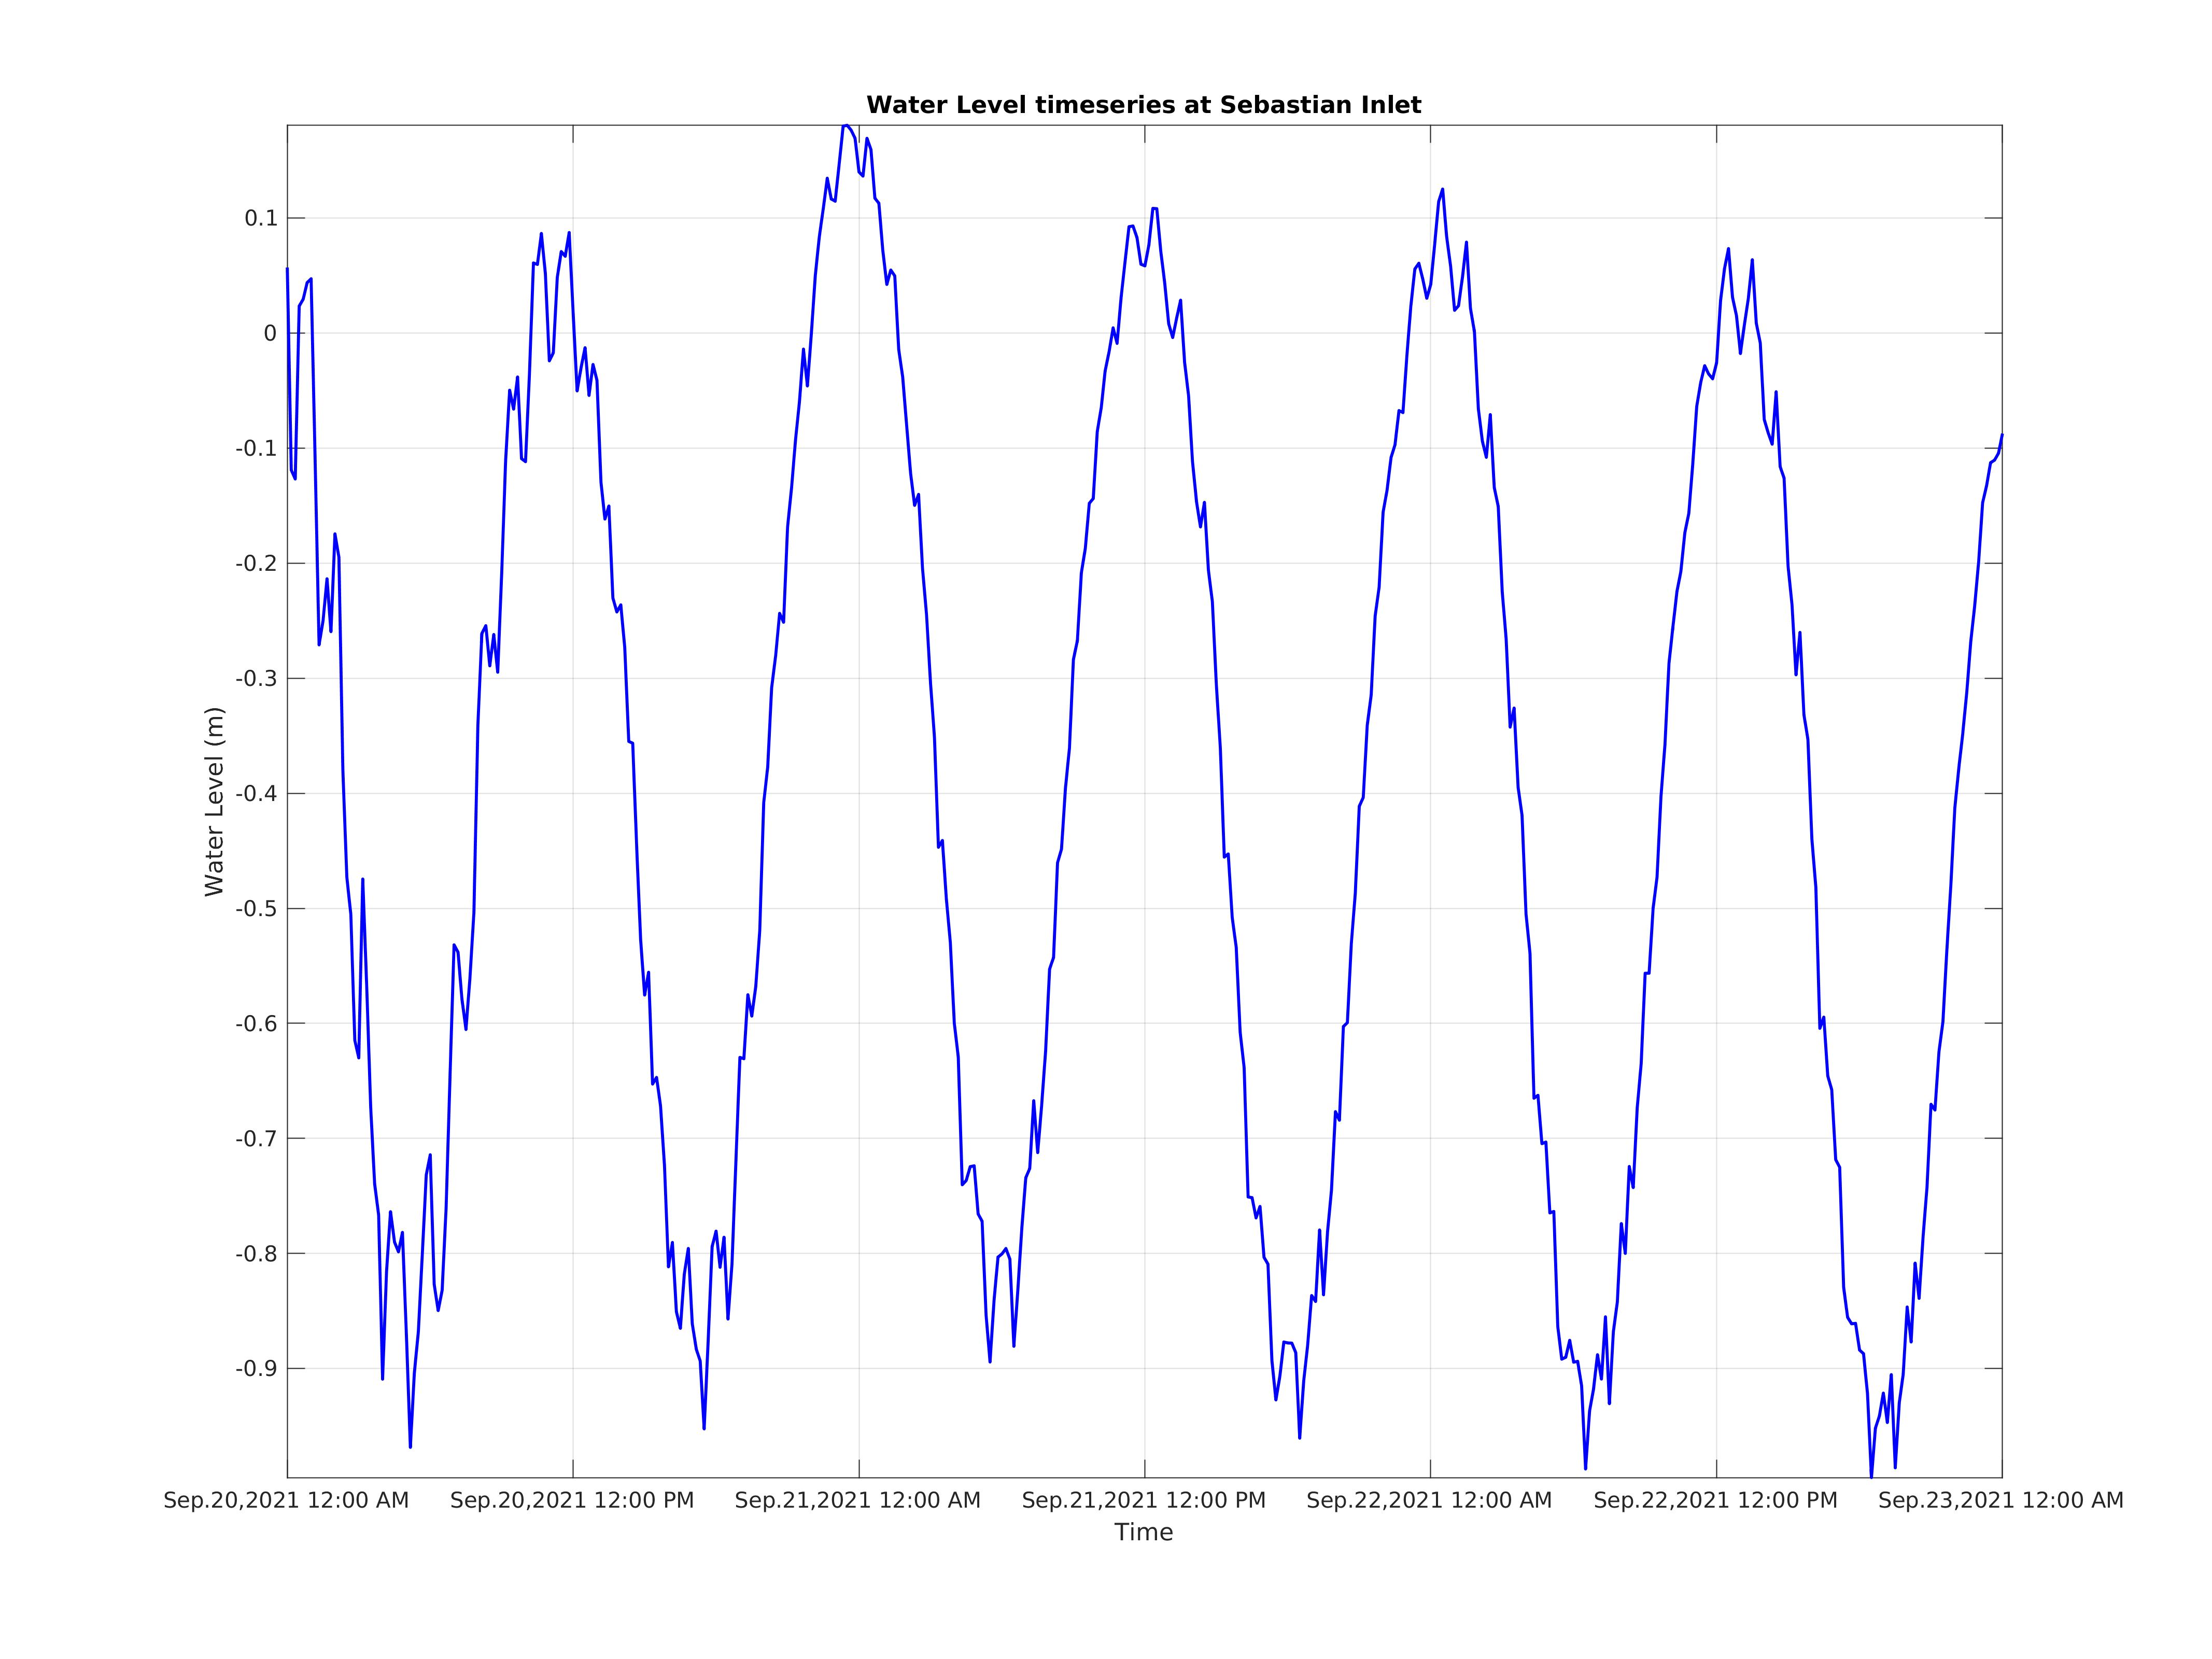 Water Level timeseries at Sebastian Inlet
0.1
0
-0.1
-0.2
-0.3
-0.4
-0.5
-0.6
-0.7
-0.8
-0.9
Water Level (m)
Sep.20,2021 12:00 AM
Sep.20,2021 12:00 PM
Sep.21,2021 12:00 AM
Sep.21,2021 12:00 PM
Sep.22,2021 12:00 AM
Sep.22,2021 12:00 PM
Sep.23,2021 12:00 AM
Time